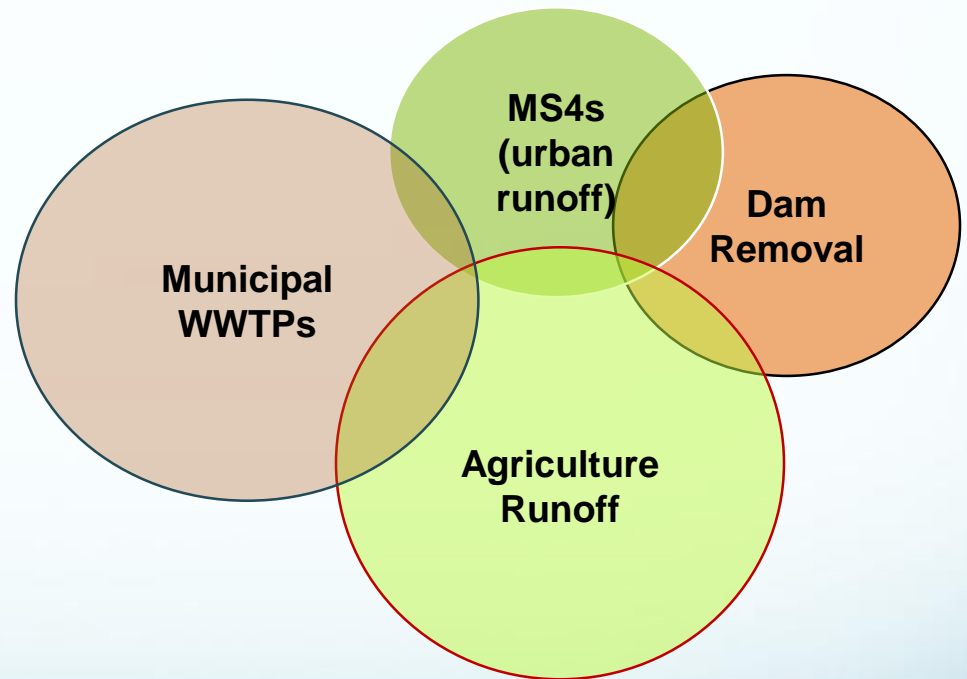 MS4s
(urban
runoff)
Dam
Removal
Municipal
WWTPs
Agriculture
Runoff